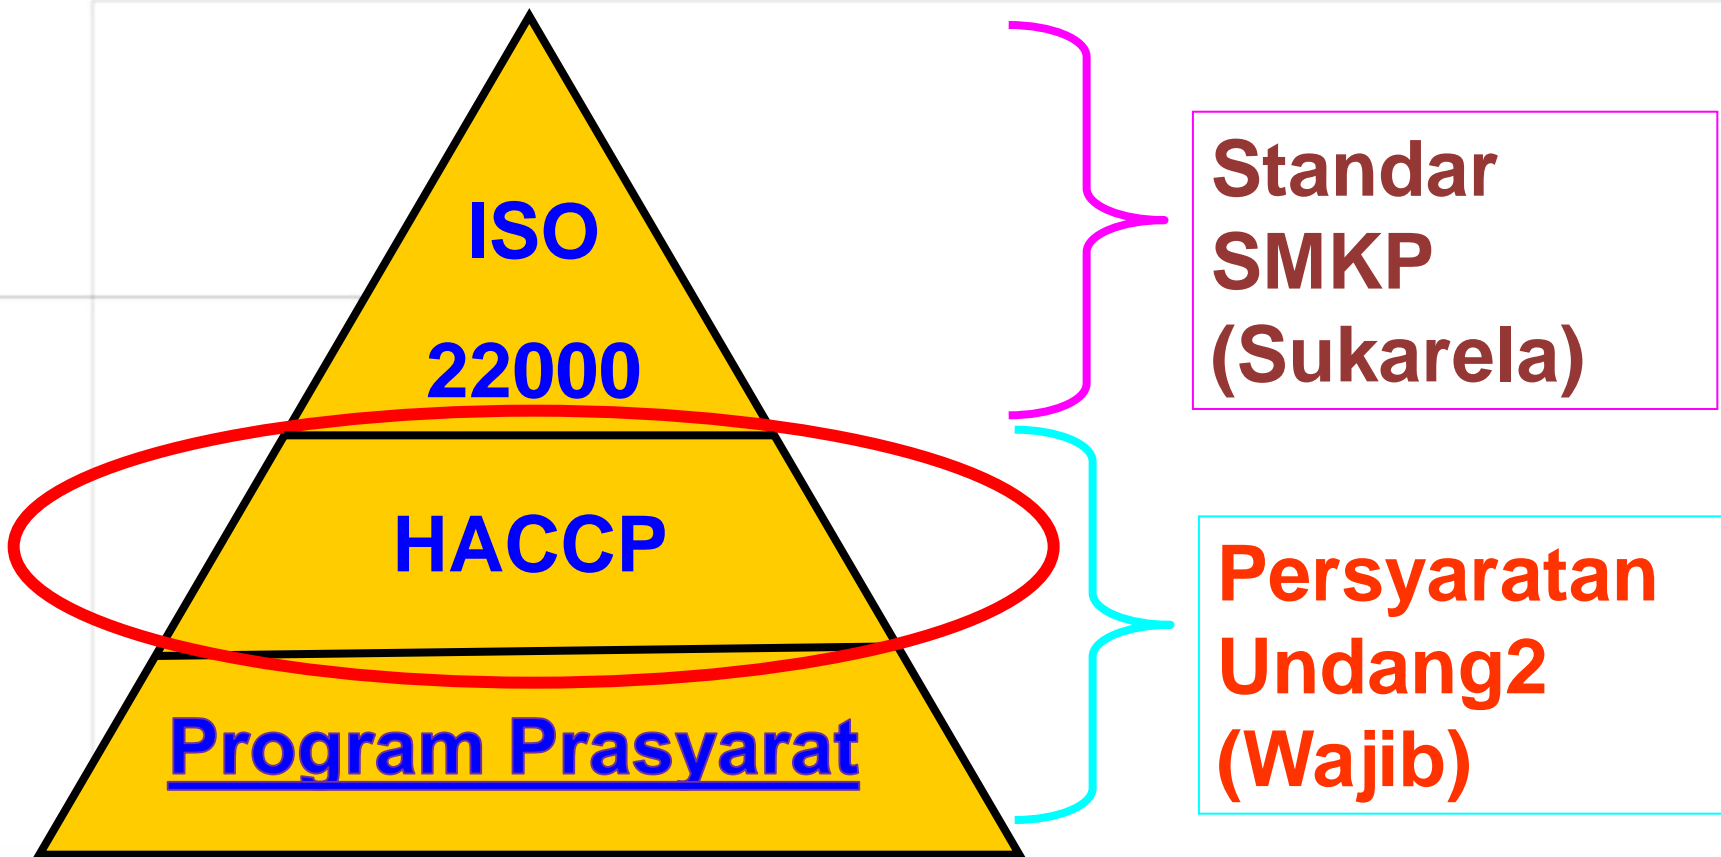 ISO
22000
HACCP
Program Prasyarat
Standar
SMKP
(Sukarela)
Persyaratan
Undang2
(Wajib)